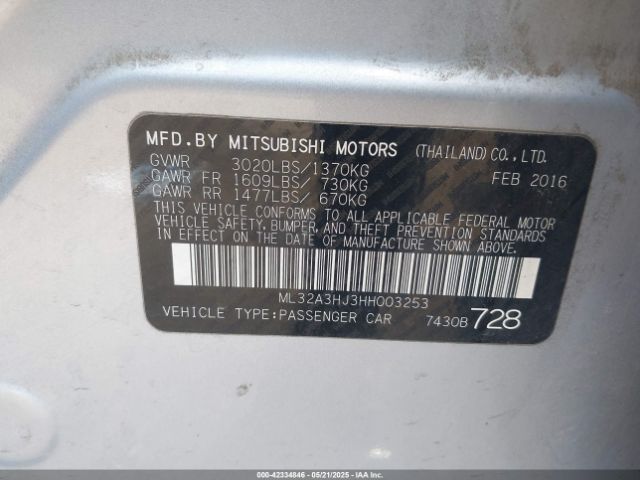 MFD.BY MITSUBISHI MOTORS (THAILAND)CO.,LTD.
GVWR 3020LBS/1370KG FEB 2016
GAWR FR 1609LBS/ 730KG
GAWR RR 1477LBS/ 670KG
THIS VEHICLE CONFORMS TO ALL APPLICABLE FEDERAL MOTOR
VEHICLE SAFETY, BUMPER, AND THEFT PREVENTION STANDARDS
IN EFFECT ON THE DATE OF MANUFACTURE SHOWN ABOVE.
ML32A3HJ3HH003253
VEHICLE TYPE:PASSENGER CAR 7430B 728
000-42334846 - 05/21/2025 - IAA Inc.